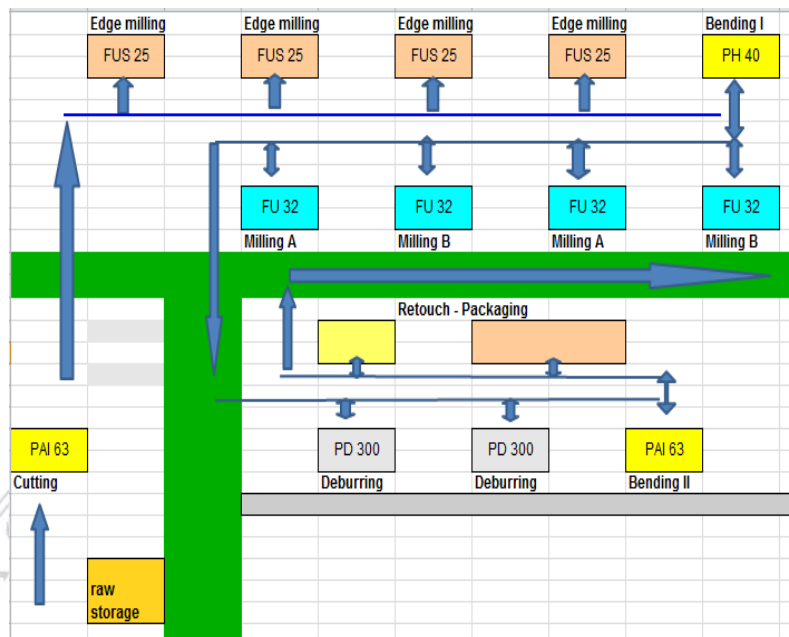 Edge milling Edge milling Edge milling Edge milling Bending I
FUS 25 FUS 25 FUS 25 FUS 25 PH 40
FU 32 FU 32 FU 32 FU 32
Milling A Milling B Milling A Milling B
Retouch - Packaging
PAI 63 PD 300 PD 300 PAI 63
Cutting Deburring Deburring Bending II
raw
storage